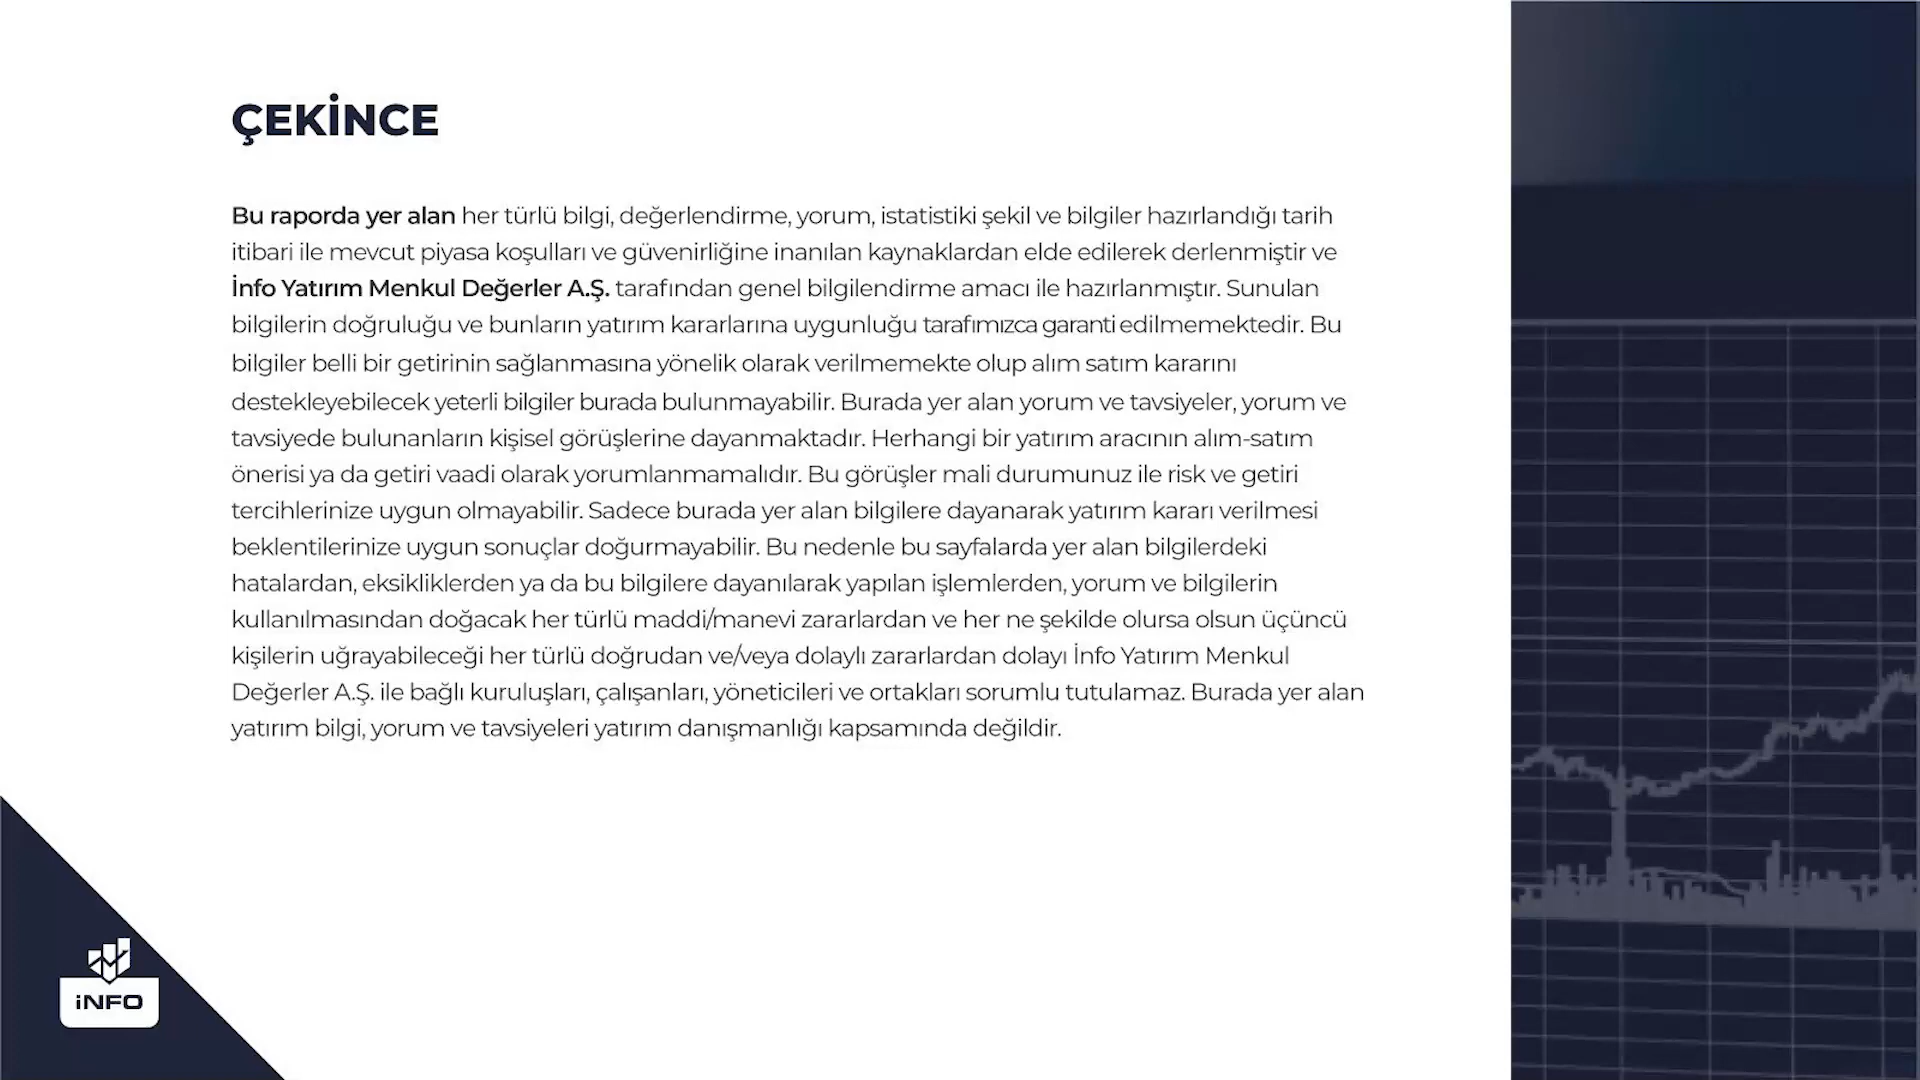 ÇEKİNCE
Bu raporda yer alan her türlü bilgi, değerlendirme, yorum, istatistiki şekil ve bilgiler hazırlandığı tarih
itibari ile mevcut piyasa koşulları ve güvenirliğine inanılan kaynaklardan elde edilerek derlenmiştir ve
İnfo Yatırım Menkul Değerler A.Ş. tarafından genel bilgilendirme amacı ile hazırlanmıştır. Sunulan
bilgilerin doğruluğu ve bunların yatırım kararlarına uygunluğu tarafımızca garanti edilmemektedir. Bu
bilgiler belli bir getirinin sağlanmasına yönelik olarak verilmemekte olup alım satım kararını
destekleyebilecek yeterli bilgiler burada bulunmayabilir. Burada yer alan yorum ve tavsiyeler, yorum ve
tavsiyede bulunanların kişisel görüşlerine dayanmaktadır. Herhangi bir yatırım aracının alım-satım
önerisi ya da getiri vaadi olarak yorumlanmamalıdır. Bu görüşler mali durumunuz ile risk ve getiri
tercihlerinize uygun olmayabilir. Sadece burada yer alan bilgilere dayanarak yatırım kararı verilmesi
beklentilerinize uygun sonuçlar doğurmayabilir. Bu nedenle bu sayfalarda yer alan bilgilerdeki
hatalardan, eksikliklerden ya da bu bilgilere dayanılarak yapılan işlemlerden, yorum ve bilgilerin
kullanılmasından doğacak her türlü maddi/manevi zararlardan ve her ne şekilde olursa olsun üçüncü
kişilerin uğrayabileceği her türlü doğrudan ve/veya dolaylı zararlardan dolayı İnfo Yatırım Menkul
Değerler A.Ş. ile bağlı kuruluşları, çalışanları, yöneticileri ve ortakları sorumlu tutulamaz. Burada yer alan
yatırım bilgi, yorum ve tavsiyeleri yatırım danışmanlığı kapsamında değildir.
iNFO